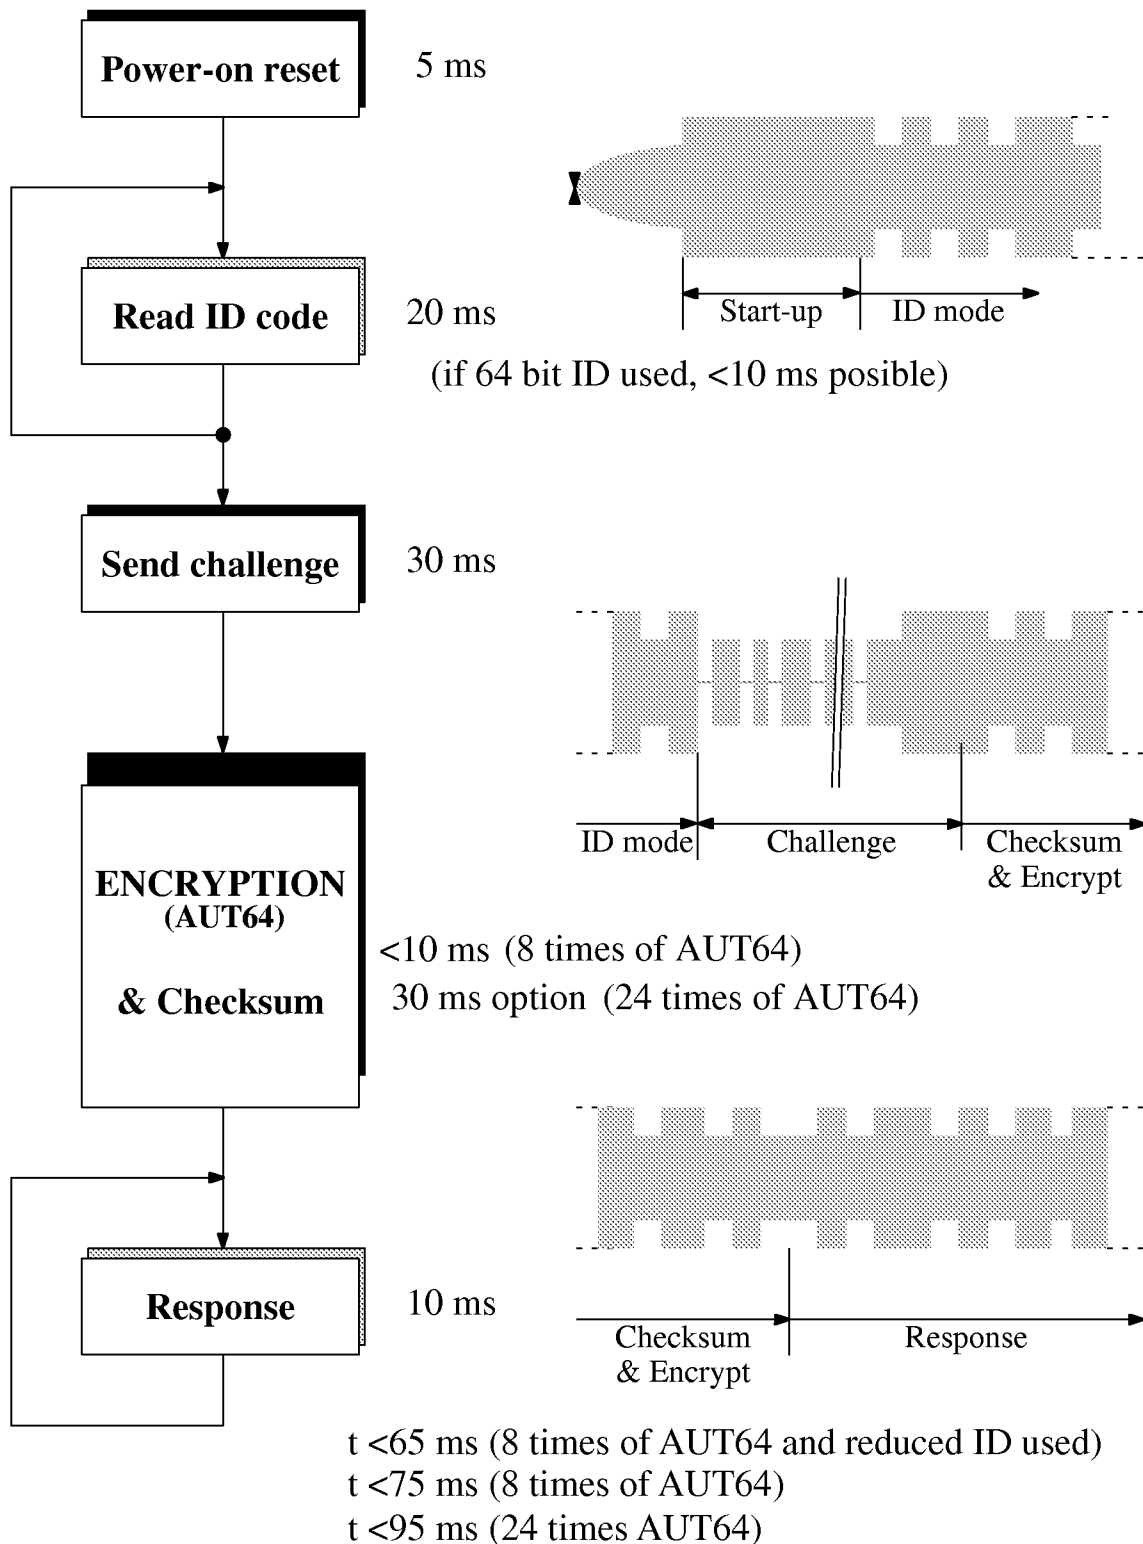 Power-on reset
5 ms
Start-up
ID mode
Read ID code
20 ms
(if 64 bit ID used, <10 ms posible)
Send challenge
30 ms
ID mode
Challenge
Checksum
& Encrypt
ENCRYPTION
(AUT64)
& Checksum
<10 ms (8 times of AUT64)
30 ms option (24 times of AUT64)
Response
10 ms
Checksum
& Encrypt
Response
t <65 ms (8 times of AUT64 and reduced ID used)
t <75 ms (8 times of AUT64)
t <95 ms (24 times AUT64)